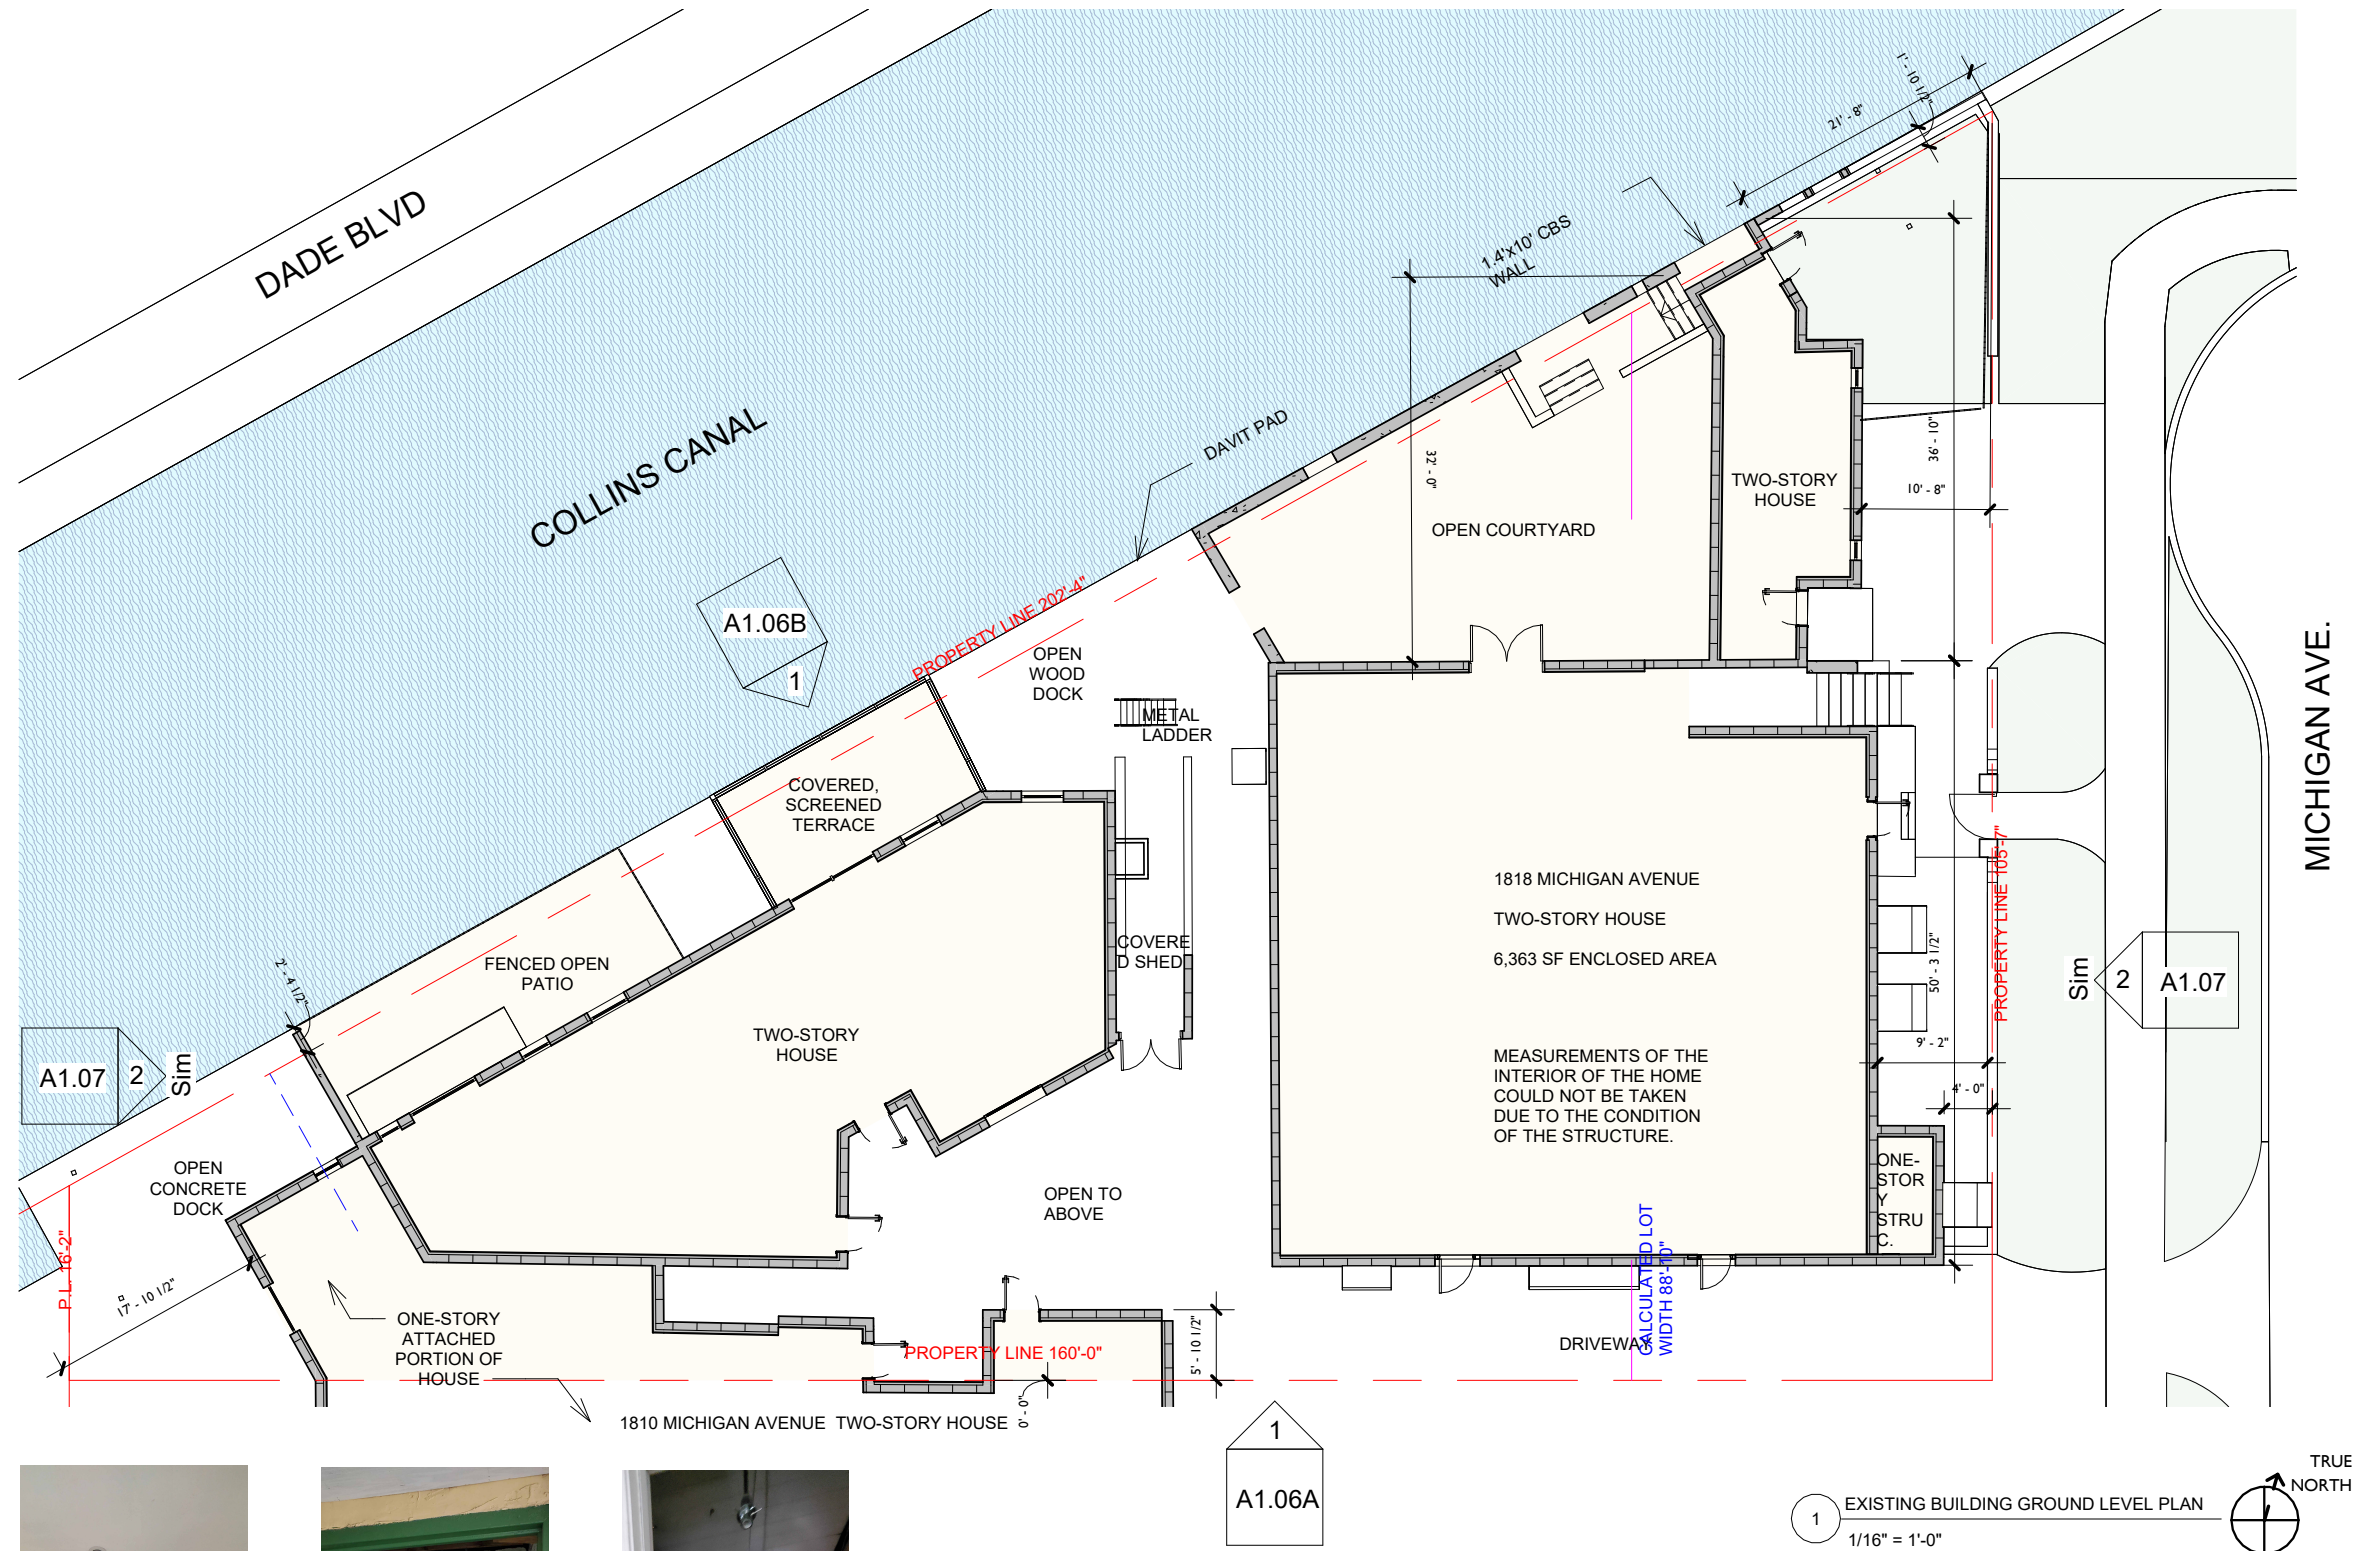 DADE BLVD
COLLINS CANAL
1' - 10 1/2"
21' - 8"
1.4'x10' CBS
WALL
DAVIT PAD
32' - 0"
36' - 10"
10' - 8"
TWO-STORY
HOUSE
OPEN COURTYARD
A1.06B
1
PROPERTY LINE 202'-4"
OPEN
WOOD
DOCK
METAL
LADDER
MICHIGAN AVE.
COVERED,
SCREENED
TERRACE
1818 MICHIGAN AVENUE
TWO-STORY HOUSE
6,363 SF ENCLOSED AREA
MEASUREMENTS OF THE
INTERIOR OF THE HOME
COULD NOT BE TAKEN
DUE TO THE CONDITION
OF THE STRUCTURE.
PROPERTY LINE 105'-7"
50' - 3 1/2"
COVERE
D SHED
FENCED OPEN
PATIO
2' - 4 1/2"
TWO-STORY
HOUSE
A1.07
2
Sim
Sim
2
A1.07
9' - 2"
4' - 0"
ONE-
STOR
Y
STRU
C.
OPEN
CONCRETE
DOCK
OPEN TO
ABOVE
P.L. 16'-2"
17' - 10 1/2"
ONE-STORY
ATTACHED
PORTION OF
HOUSE
PROPERTY LINE 160'-0"
5' - 10 1/2"
0' - 0"
DRIVEWAY
CALCULATED LOT
WIDTH 88'-10"
1810 MICHIGAN AVENUE TWO-STORY HOUSE
1
A1.06A
TRUE
NORTH
1
EXISTING BUILDING GROUND LEVEL PLAN
1/16" = 1'-0"